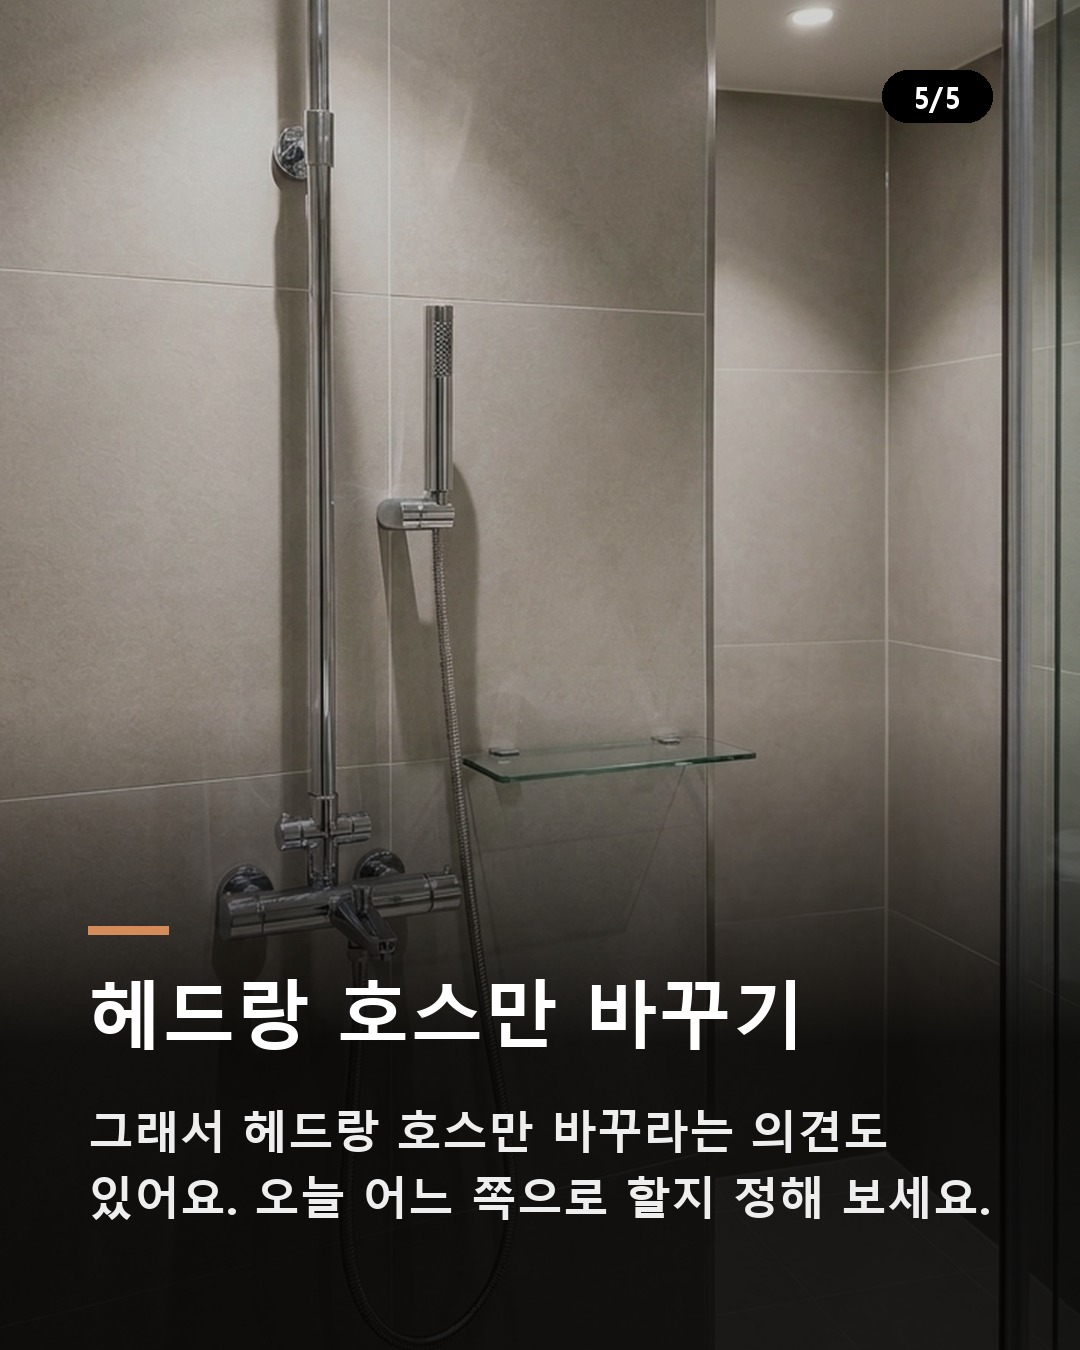 5/5
헤드랑 호스만 바꾸기
그래서 헤드랑 호스만 바꾸라는 의견도
있어요. 오늘 어느 쪽으로 할지 정해 보세요.